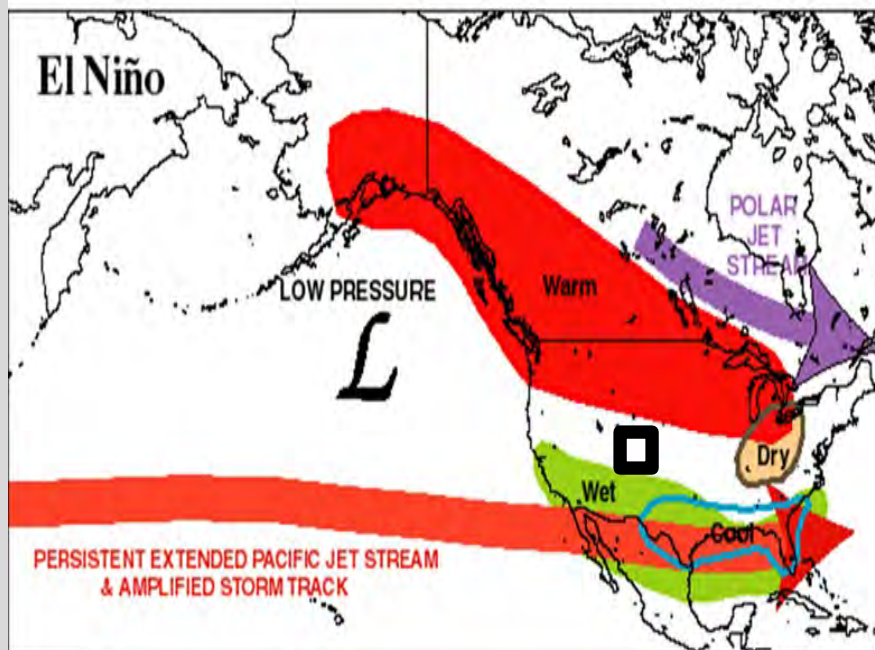 El Niño
POLAR
JET
STREAM
LOW PRESSURE
L
Warm
Dry
Wet
Cool
PERSISTENT EXTENDED PACIFIC JET STREAM
& AMPLIFIED STORM TRACK